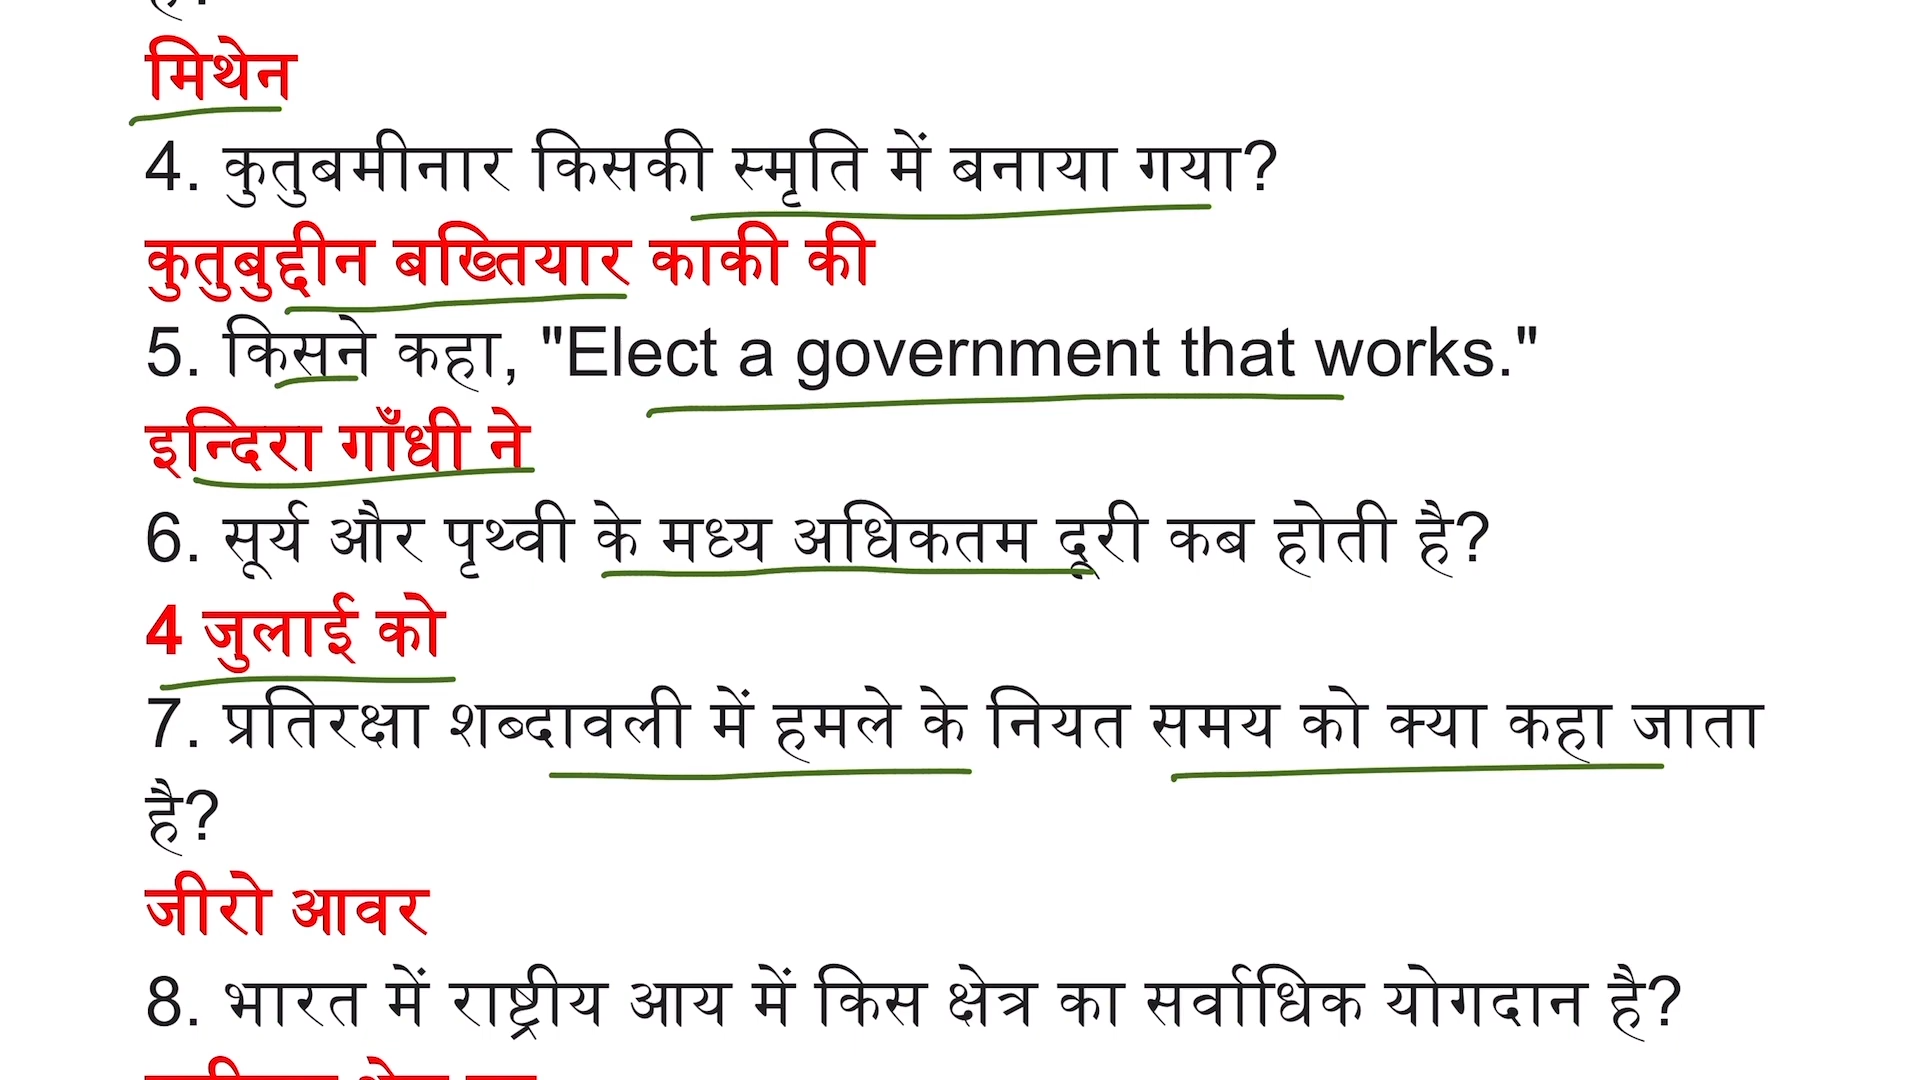 मिथेन
4. कुतुबमीनार किसकी स्मृति में बनाया गया?
कुतुबुद्दीन बख्तियार काकी की
5. किसने कहा, "Elect a government that works."
इन्दिरा गाँधी ने
6. सूर्य और पृथ्वी के मध्य अधिकतम दूरी कब होती है?
4 जुलाई को
7. प्रतिरक्षा शब्दावली में हमले के नियत समय को क्या कहा जाता
है?
जीरो आवर
8. भारत में राष्ट्रीय आय में किस क्षेत्र का सर्वाधिक योगदान है?